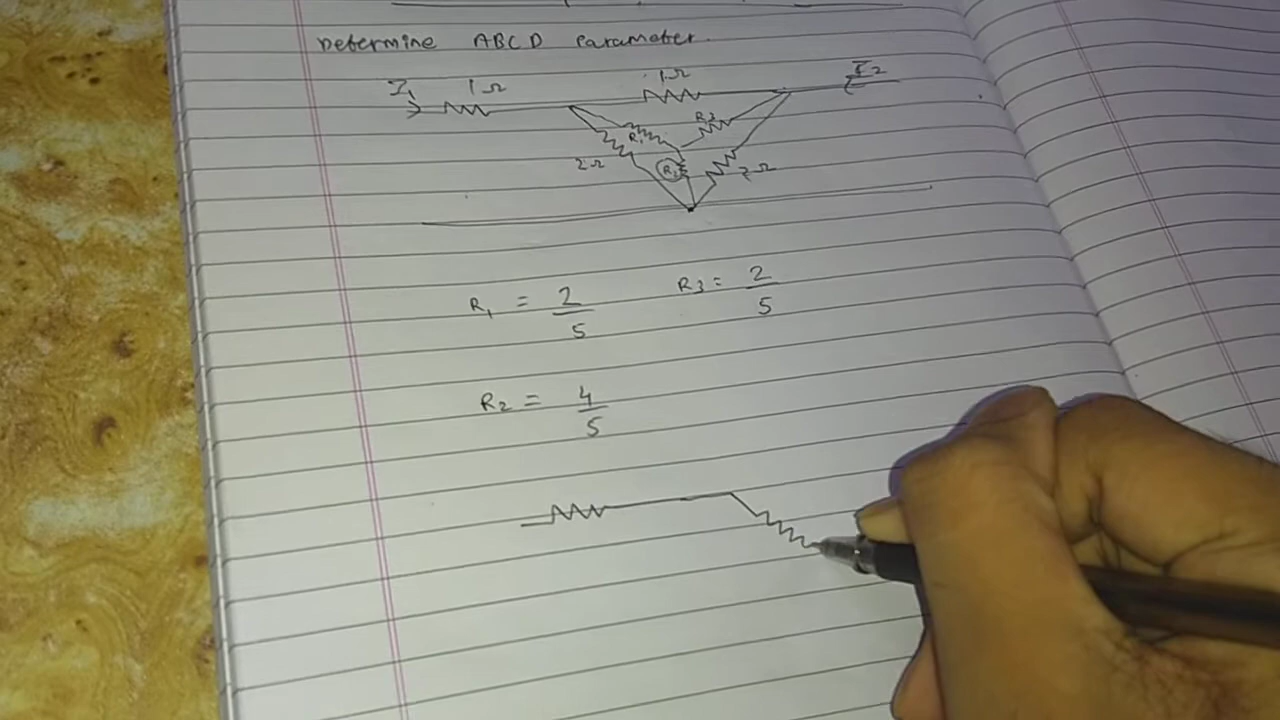 Determine ABCD Parameter.
I1 1Ω 1Ω I2
R1 R3
2Ω R2 2Ω
R1 = 2/5 R3 = 2/5
R2 = 4/5